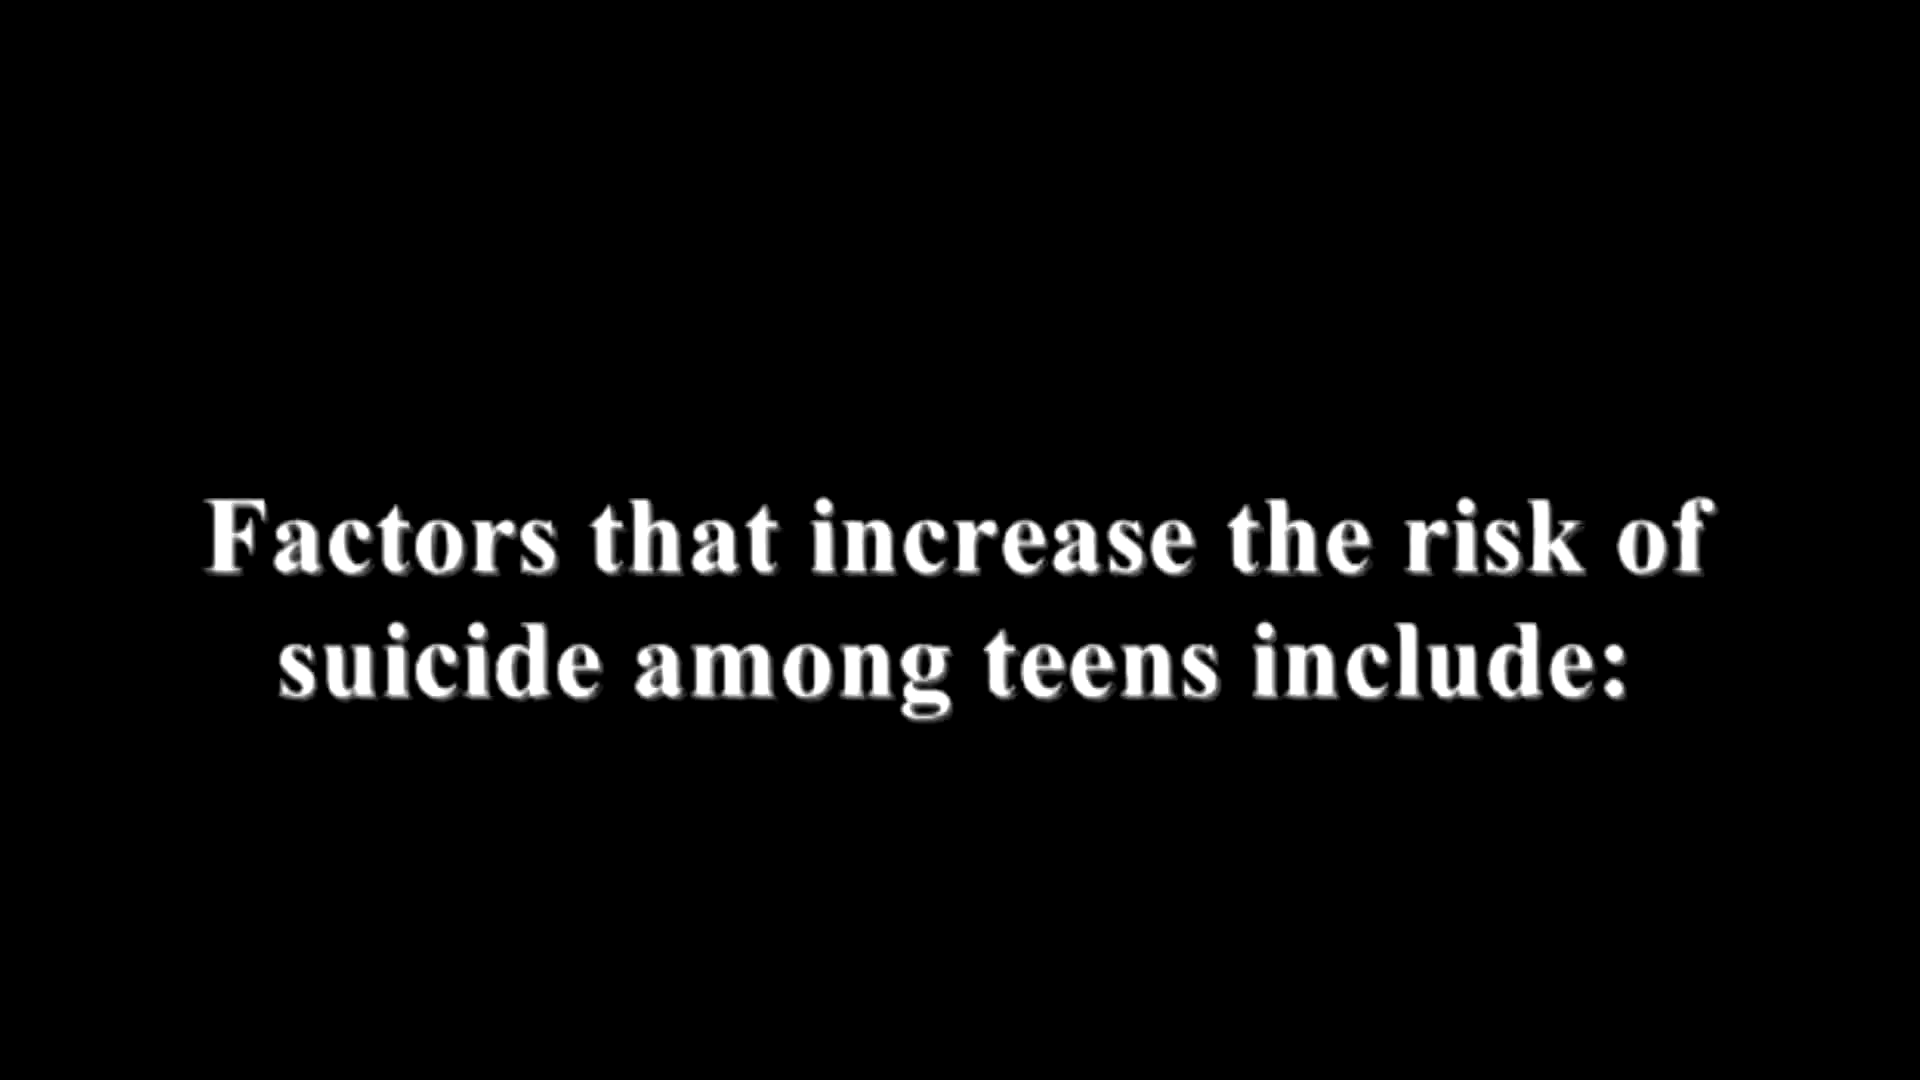 Factors that increase the risk of
suicide among teens include: